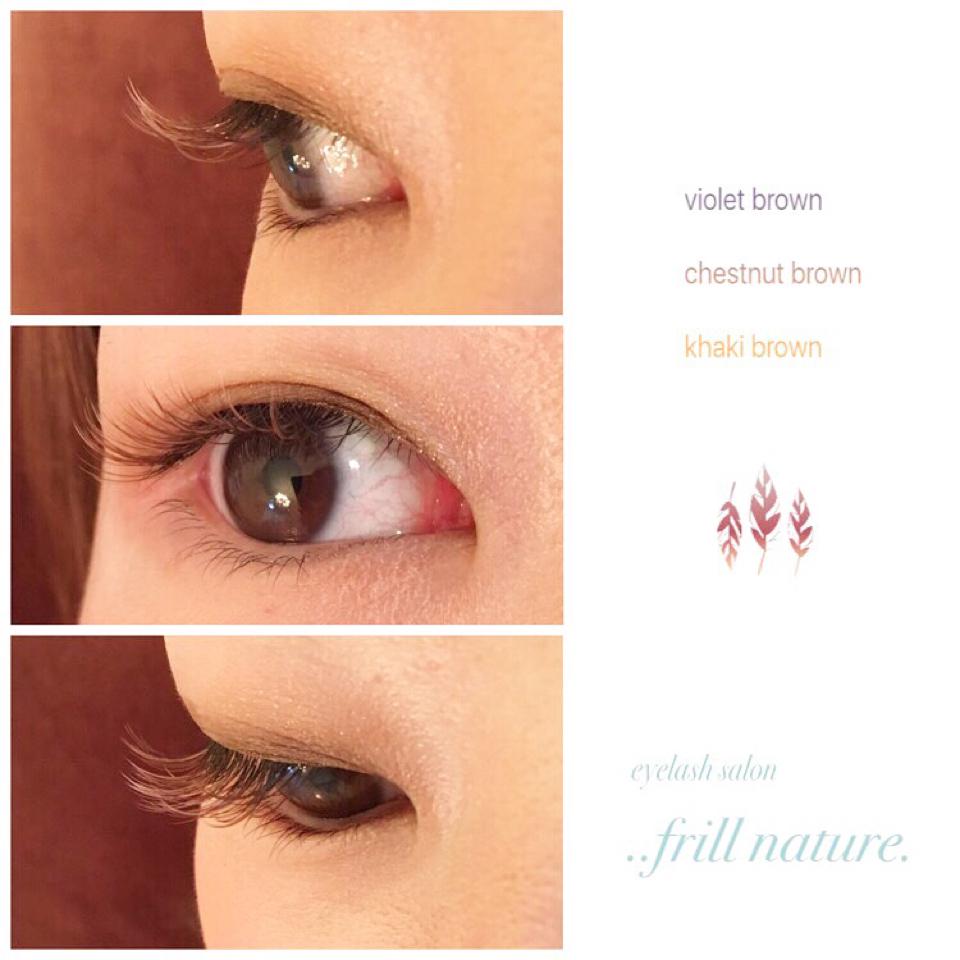 violet brown
chestnut brown
khaki brown
eyelash salon
..frill nature.